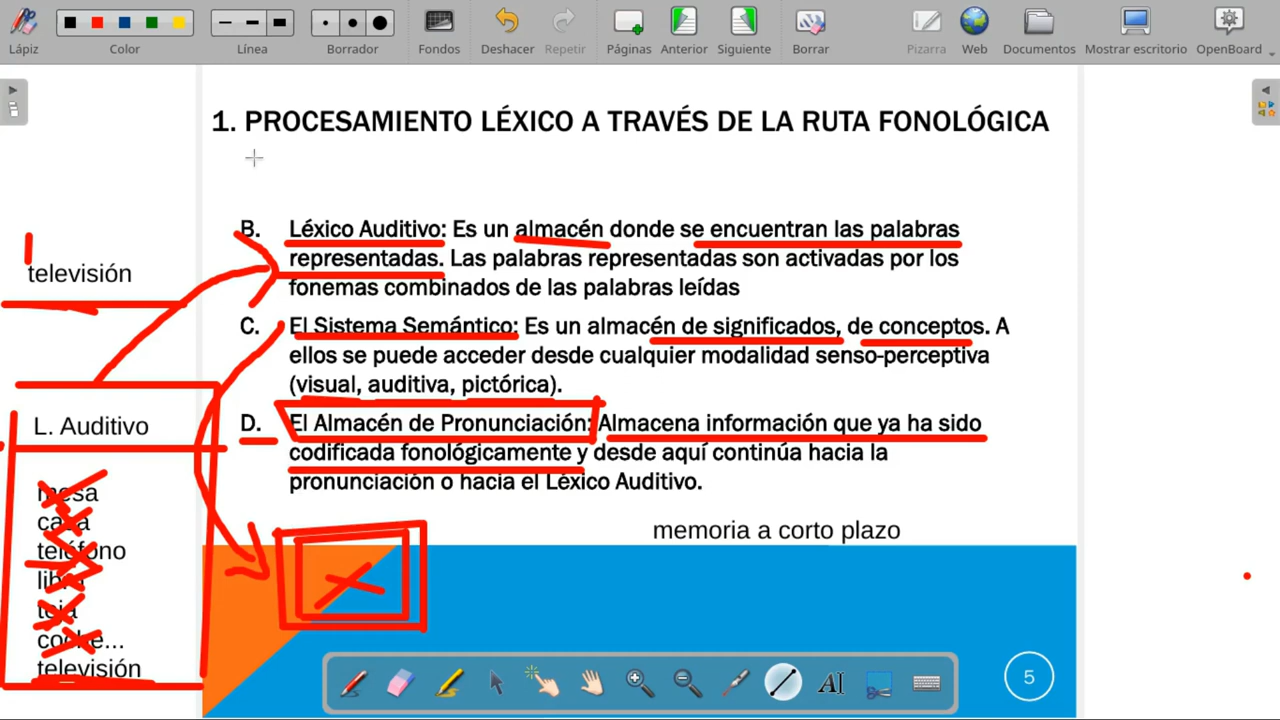 Lápiz
Color
Línea
Borrador
Fondos
Deshacer
Repetir
Páginas
Anterior
Siguiente
Borrar
Pizarra
Web
Documentos
Mostrar escritorio
OpenBoard
1. PROCESAMIENTO LÉXICO A TRAVÉS DE LA RUTA FONOLÓGICA
B. Léxico Auditivo: Es un almacén donde se encuentran las palabras
representadas. Las palabras representadas son activadas por los
fonemas combinados de las palabras leídas
C. El Sistema Semántico: Es un almacén de significados, de conceptos. A
ellos se puede acceder desde cualquier modalidad senso-perceptiva
(visual, auditiva, pictórica).
D. El Almacén de Pronunciación: Almacena información que ya ha sido
codificada fonológicamente y desde aquí continúa hacia la
pronunciación o hacia el Léxico Auditivo.
memoria a corto plazo
televisión
L. Auditivo
mesa
casa
teléfono
libro
teja
coche...
televisión
AI
5